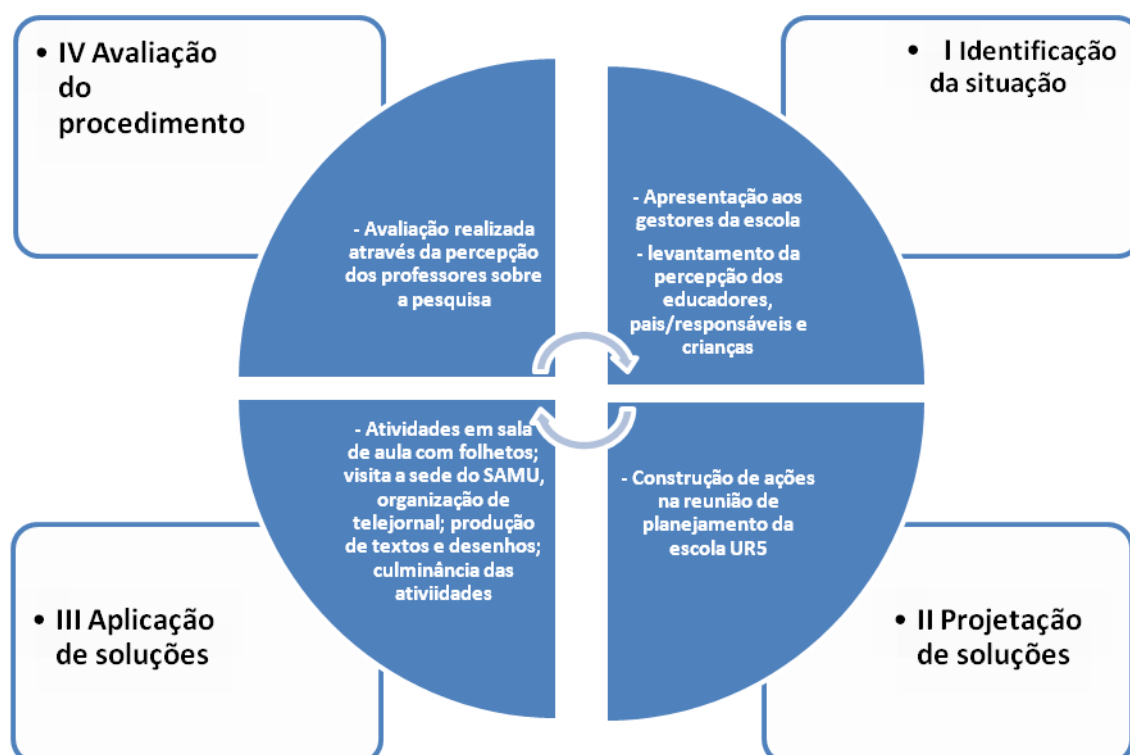 • IV Avaliação
do
procedimento
• I Identificação
da situação
- Avaliação realizada
através da percepção
dos professores sobre
a pesquisa
- Apresentação aos
gestores da escola
- levantamento da
percepção dos
educadores,
pais/responsáveis e
crianças
- Atividades em sala
de aula com folhetos;
visita a sede do SAMU,
organização de
telejornal; produção
de textos e desenhos;
culminância das
ativiidades
- Construção de ações
na reunião de
planejamento da
escola UR5
• III Aplicação
de soluções
• II Projetação
de soluções